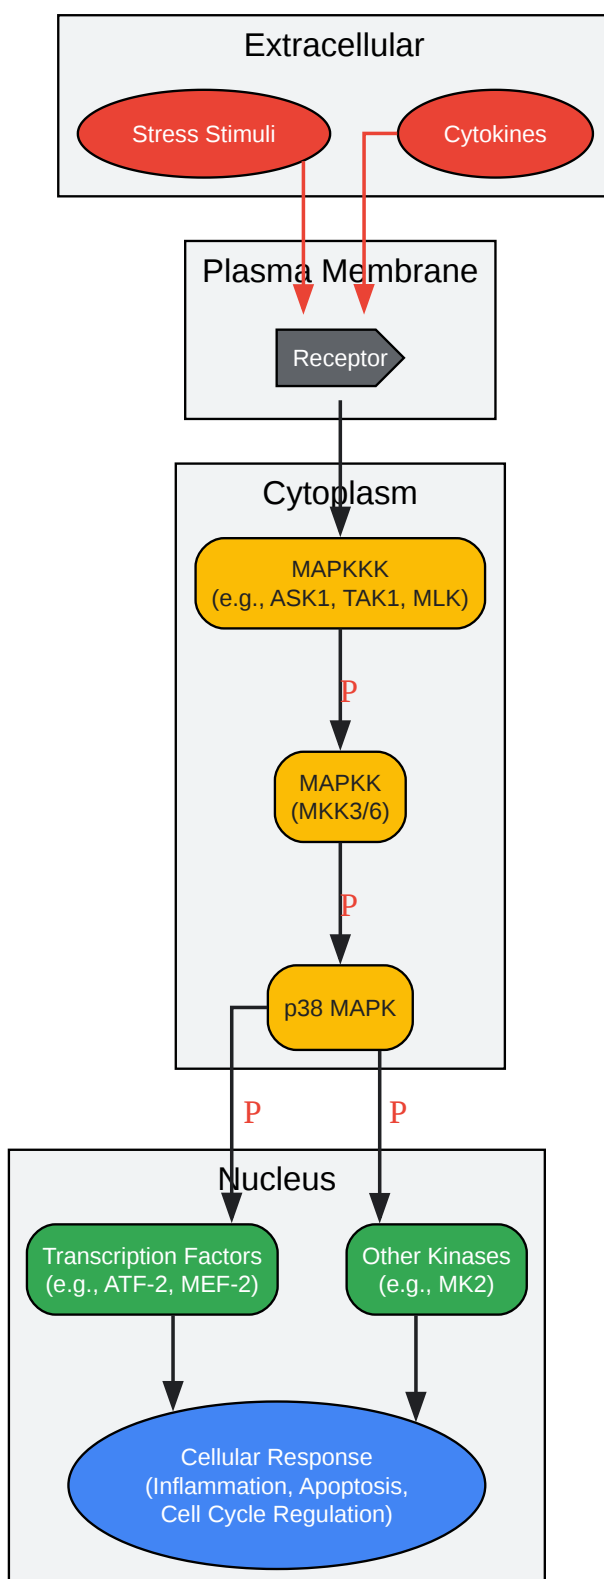 Extracellular
Stress Stimuli
Cytokines
Plasma Membrane
Receptor
Cytoplasm
MAPKKK
(e.g., ASK1, TAK1, MLK)
P
MAPKK
(MKK3/6)
P
p38 MAPK
P
P
Nucleus
Transcription Factors
(e.g., ATF-2, MEF-2)
Other Kinases
(e.g., MK2)
Cellular Response
(Inflammation, Apoptosis,
Cell Cycle Regulation)